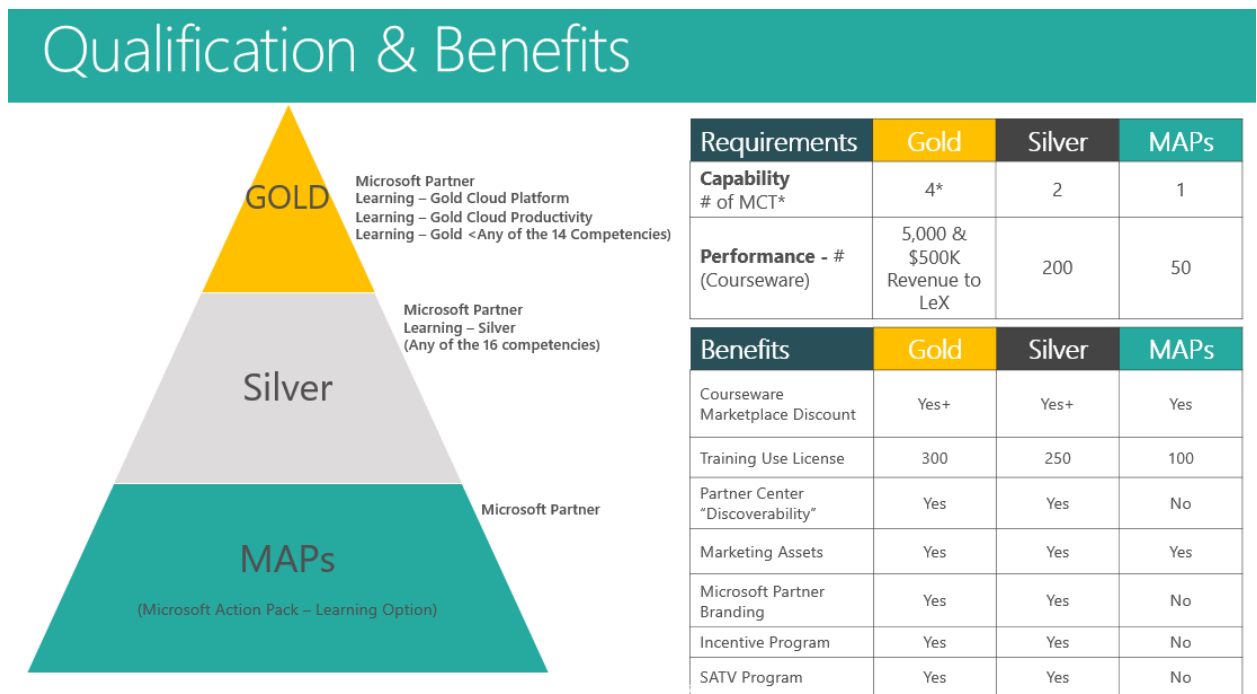 Qualification & Benefits
GOLD
Microsoft Partner
Learning – Gold Cloud Platform
Learning – Gold Cloud Productivity
Learning – Gold <Any of the 14 Competencies)
Silver
Microsoft Partner
Learning – Silver
(Any of the 16 competencies)
MAPs
(Microsoft Action Pack – Learning Option)
Microsoft Partner
Requirements Gold Silver MAPs
Capability
# of MCT* 4* 2 1
Performance - #
(Courseware) 5,000 &
$500K
Revenue to
LeX 200 50
Benefits Gold Silver MAPs
Courseware
Marketplace Discount Yes+ Yes+ Yes
Training Use License 300 250 100
Partner Center
"Discoverability" Yes Yes No
Marketing Assets Yes Yes Yes
Microsoft Partner
Branding Yes Yes No
Incentive Program Yes Yes No
SATV Program Yes Yes No